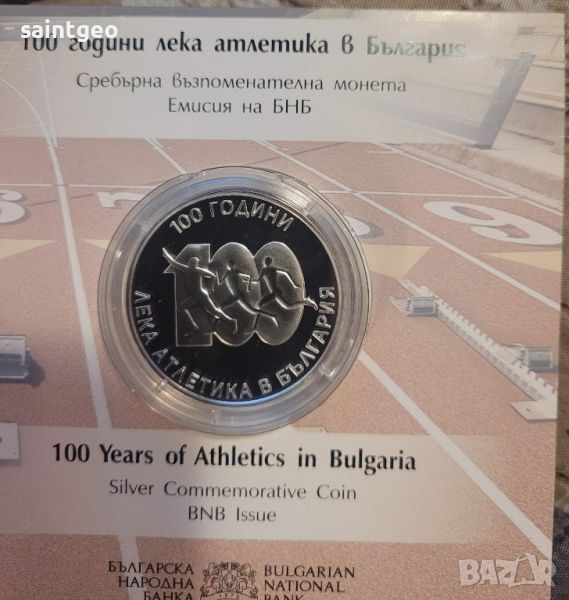 saintgeo
100 години лека атлетика в България
Сребърна възпоменателна монета
Емисия на БНБ
100 ГОДИНИ
100
ЛЕКА АТЛЕТИКА В БЪЛГАРИЯ
100 Years of Athletics in Bulgaria
Silver Commemorative Coin
BNB Issue
БЪЛГАРСКА
НАРОДНА
БАНКА
BULGARIAN
NATIONAL
BANK
BAZAR